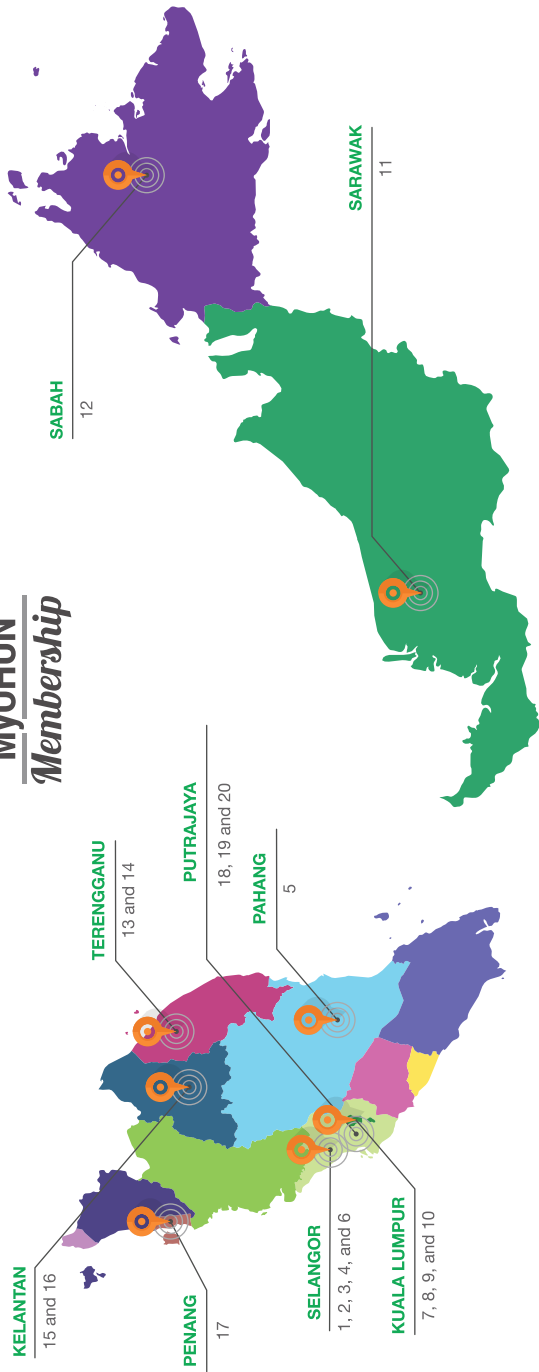 MyOHUN
Membership
KELANTAN
15 and 16
TERENGGANU
13 and 14
PENANG
17
PUTRAJAYA
18, 19 and 20
PAHANG
5
SELANGOR
1, 2, 3, 4, and 6
KUALA LUMPUR
7, 8, 9, and 10
SABAH
12
SARAWAK
11